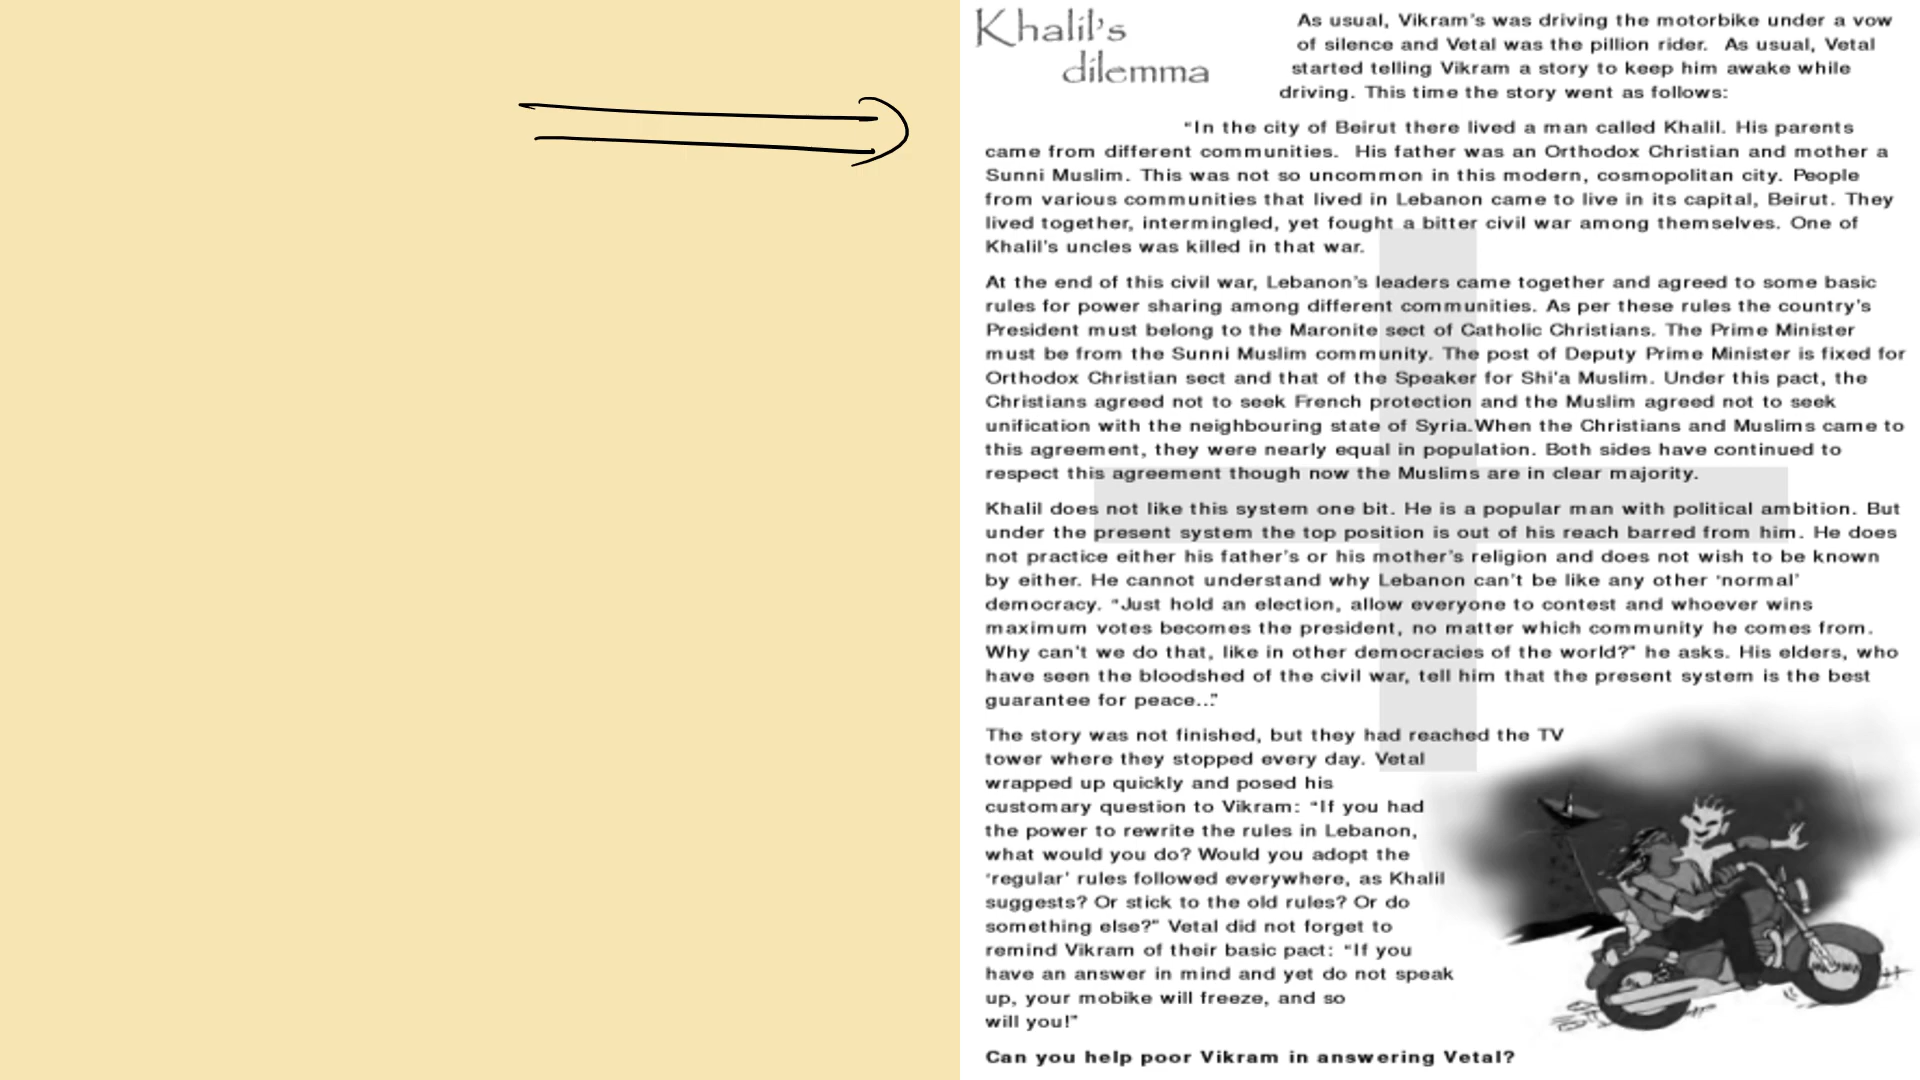 Khalil's
dilemma
As usual, Vikram's was driving the motorbike under a vow
of silence and Vetal was the pillion rider. As usual, Vetal
started telling Vikram a story to keep him awake while
driving. This time the story went as follows:
“In the city of Beirut there lived a man called Khalil. His parents
came from different communities. His father was an Orthodox Christian and mother a
Sunni Muslim. This was not so uncommon in this modern, cosmopolitan city. People
from various communities that lived in Lebanon came to live in its capital, Beirut. They
lived together, intermingled, yet fought a bitter civil war among themselves. One of
Khalil's uncles was killed in that war.
At the end of this civil war, Lebanon's leaders came together and agreed to some basic
rules for power sharing among different communities. As per these rules the country's
President must belong to the Maronite sect of Catholic Christians. The Prime Minister
must be from the Sunni Muslim community. The post of Deputy Prime Minister is fixed for
Orthodox Christian sect and that of the Speaker for Shi'a Muslim. Under this pact, the
Christians agreed not to seek French protection and the Muslim agreed not to seek
unification with the neighbouring state of Syria.When the Christians and Muslims came to
this agreement, they were nearly equal in population. Both sides have continued to
respect this agreement though now the Muslims are in clear majority.
Khalil does not like this system one bit. He is a popular man with political ambition. But
under the present system the top position is out of his reach barred from him. He does
not practice either his father's or his mother's religion and does not wish to be known
by either. He cannot understand why Lebanon can't be like any other ‘normal’
democracy. “Just hold an election, allow everyone to contest and whoever wins
maximum votes becomes the president, no matter which community he comes from.
Why can't we do that, like in other democracies of the world?” he asks. His elders, who
have seen the bloodshed of the civil war, tell him that the present system is the best
guarantee for peace…”
The story was not finished, but they had reached the TV
tower where they stopped every day. Vetal
wrapped up quickly and posed his
customary question to Vikram: “If you had
the power to rewrite the rules in Lebanon,
what would you do? Would you adopt the
‘regular’ rules followed everywhere, as Khalil
suggests? Or stick to the old rules? Or do
something else?” Vetal did not forget to
remind Vikram of their basic pact: “If you
have an answer in mind and yet do not speak
up, your mobike will freeze, and so
will you!”
Can you help poor Vikram in answering Vetal?